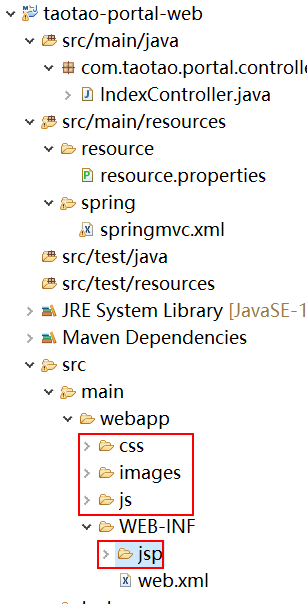 taotao-portal-web
src/main/java
com.taotao.portal.controller
IndexController.java
src/main/resources
resource
resource.properties
spring
springmvc.xml
src/test/java
src/test/resources
JRE System Library [JavaSE-1
Maven Dependencies
src
main
webapp
css
images
js
WEB-INF
jsp
web.xml